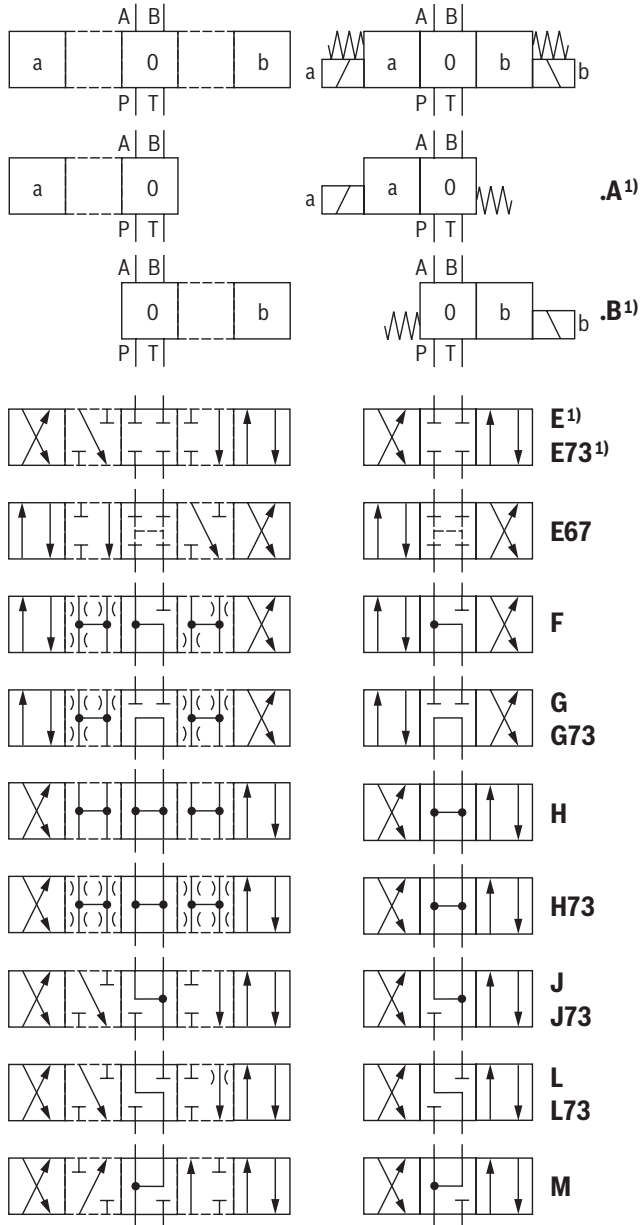 A B A B
a 0 b a a 0 b b
P T P T
A B A B
a 0 a a 0 .A1)
P T P T
A B A B
0 b 0 b b .B1)
P T P T
E1)
E731)
E67
F
G
G73
H
H73
J
J73
L
L73
M